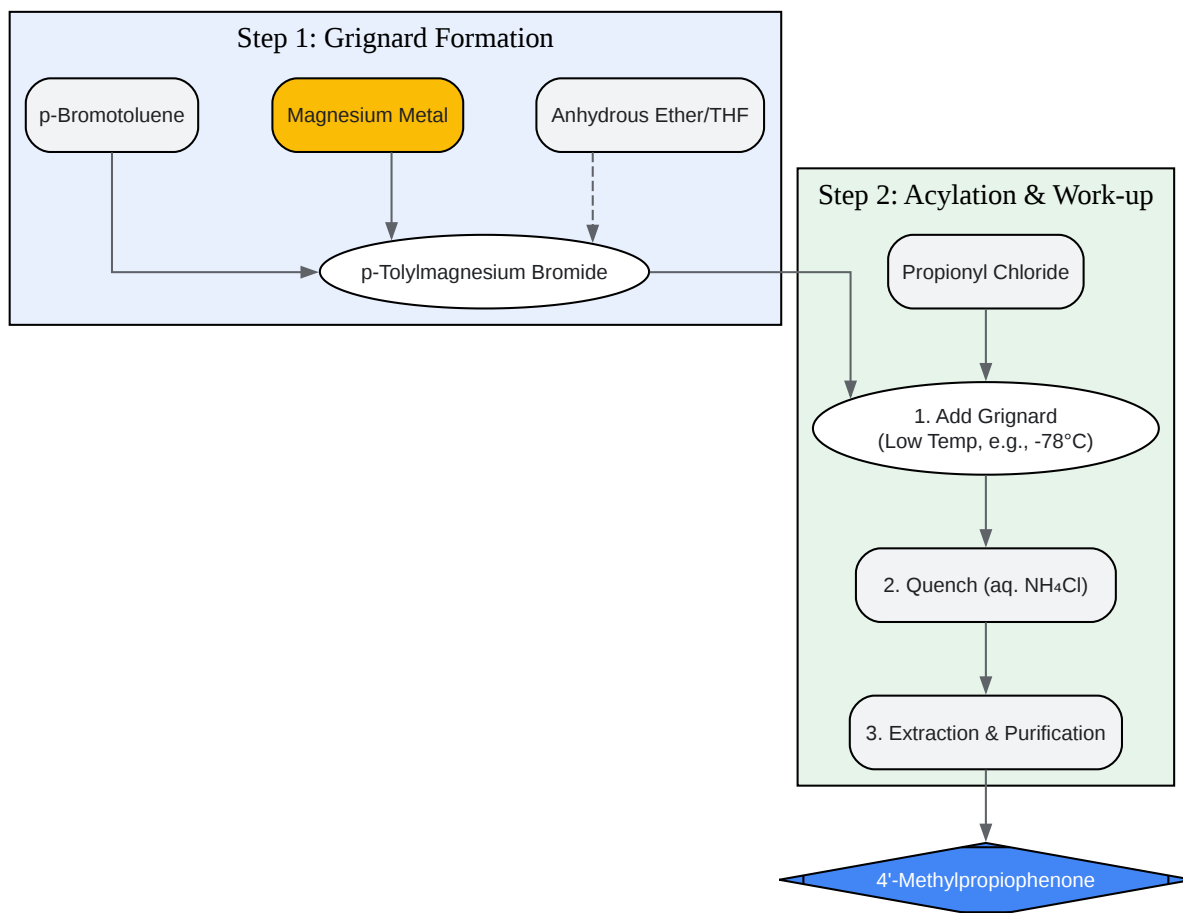 Step 1: Grignard Formation
p-Bromotoluene
Magnesium Metal
Anhydrous Ether/THF
p-Tolylmagnesium Bromide
Step 2: Acylation & Work-up
Propionyl Chloride
1. Add Grignard
(Low Temp, e.g., -78°C)
2. Quench (aq. NH₄Cl)
3. Extraction & Purification
4'-Methylpropiophenone